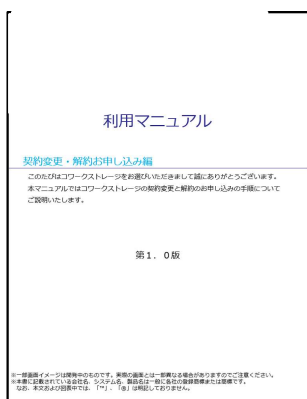 利用マニュアル
契約変更・解約お申し込み編
このたびはコワークストレージをお選びいただきまして誠にありがとうございます。
本マニュアルではコワークストレージの契約変更と解約のお申し込みの手順について
ご説明いたします。
第1．0版
※一部画面イメージは開発中のものです。実際の画面とは一部異なる場合がありますのでご注意ください。
※本書に記載されている会社名、システム名、製品名は一般に各社の登録商標または商標です。
なお、本文および図表中では、「™」、「®」は明記しておりません。